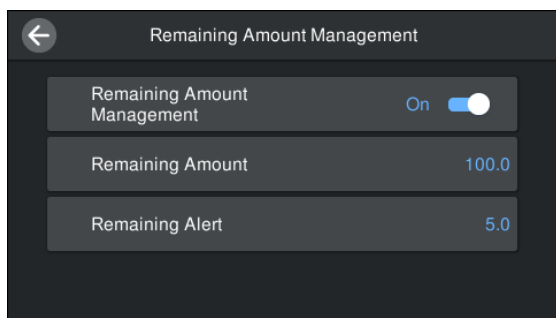 Remaining Amount Management
Remaining Amount
Management
On
Remaining Amount
100.0
Remaining Alert
5.0